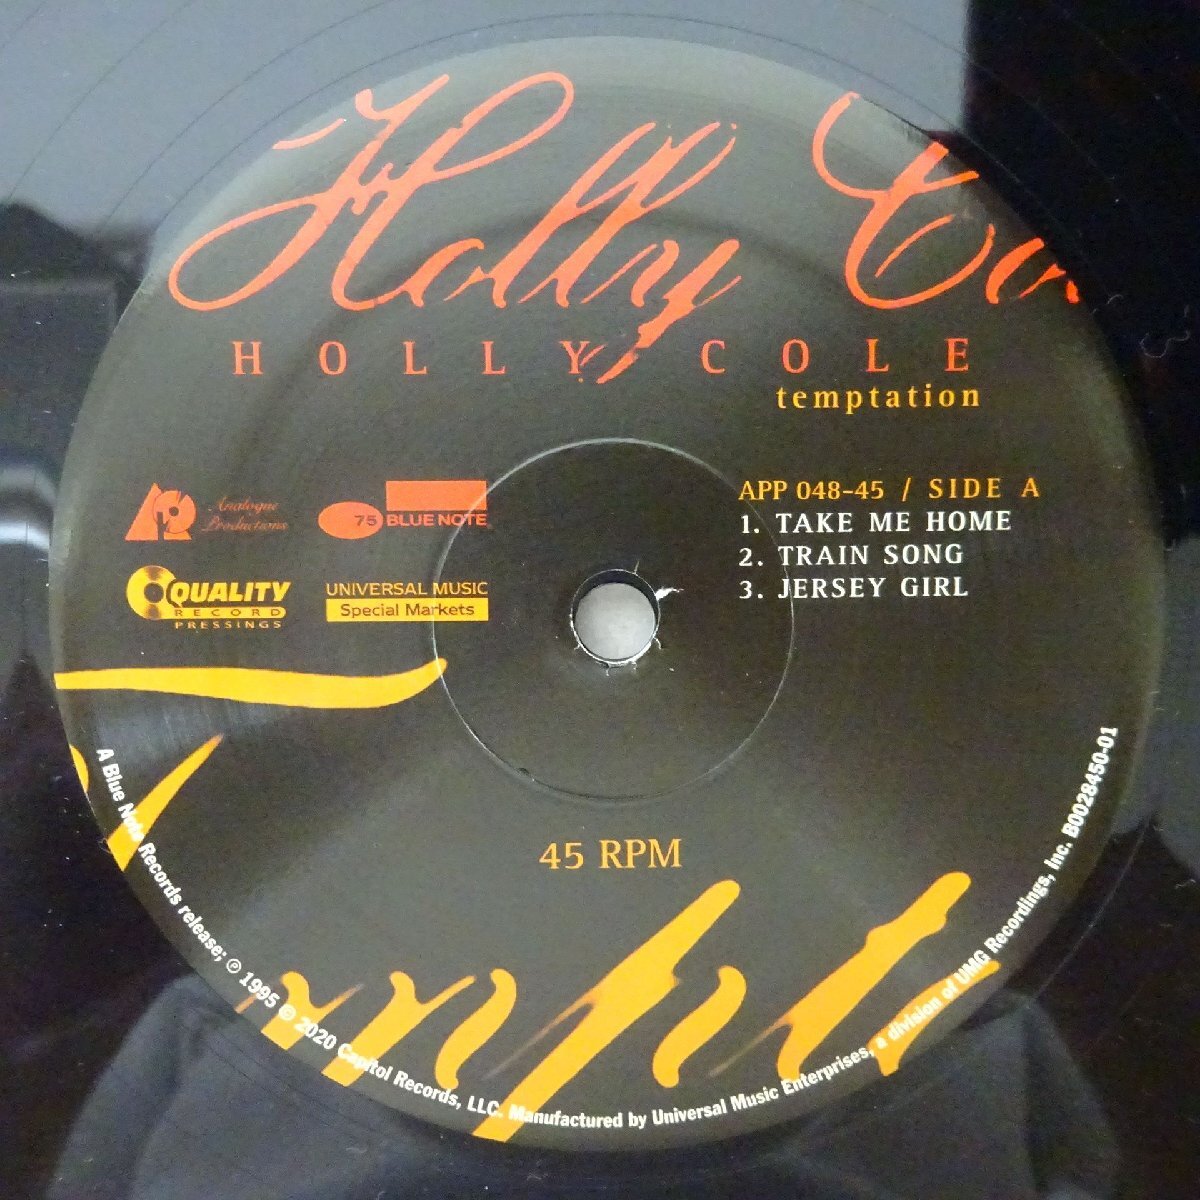 Holly Co
HOLLY COLE
temptation
Analogue
Productions
75 BLUE NOTE
QUALITY
RECORD
PRESSINGS
UNIVERSAL MUSIC
Special Markets
APP 048-45 / SIDE A
1. TAKE ME HOME
2. TRAIN SONG
3. JERSEY GIRL
45 RPM
A Blue Note Records release; ℗ 1995 © 2020 Capitol Records, LLC. Manufactured by Universal Music Enterprises, a division of UMG Recordings, Inc. B0028450-01